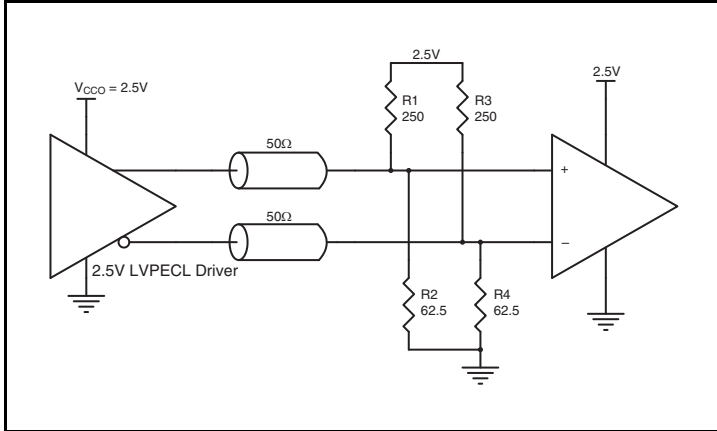 2.5V
V_CCO = 2.5V
2.5V
R1
250
R3
250
50Ω
+
50Ω
−
2.5V LVPECL Driver
R2
62.5
R4
62.5